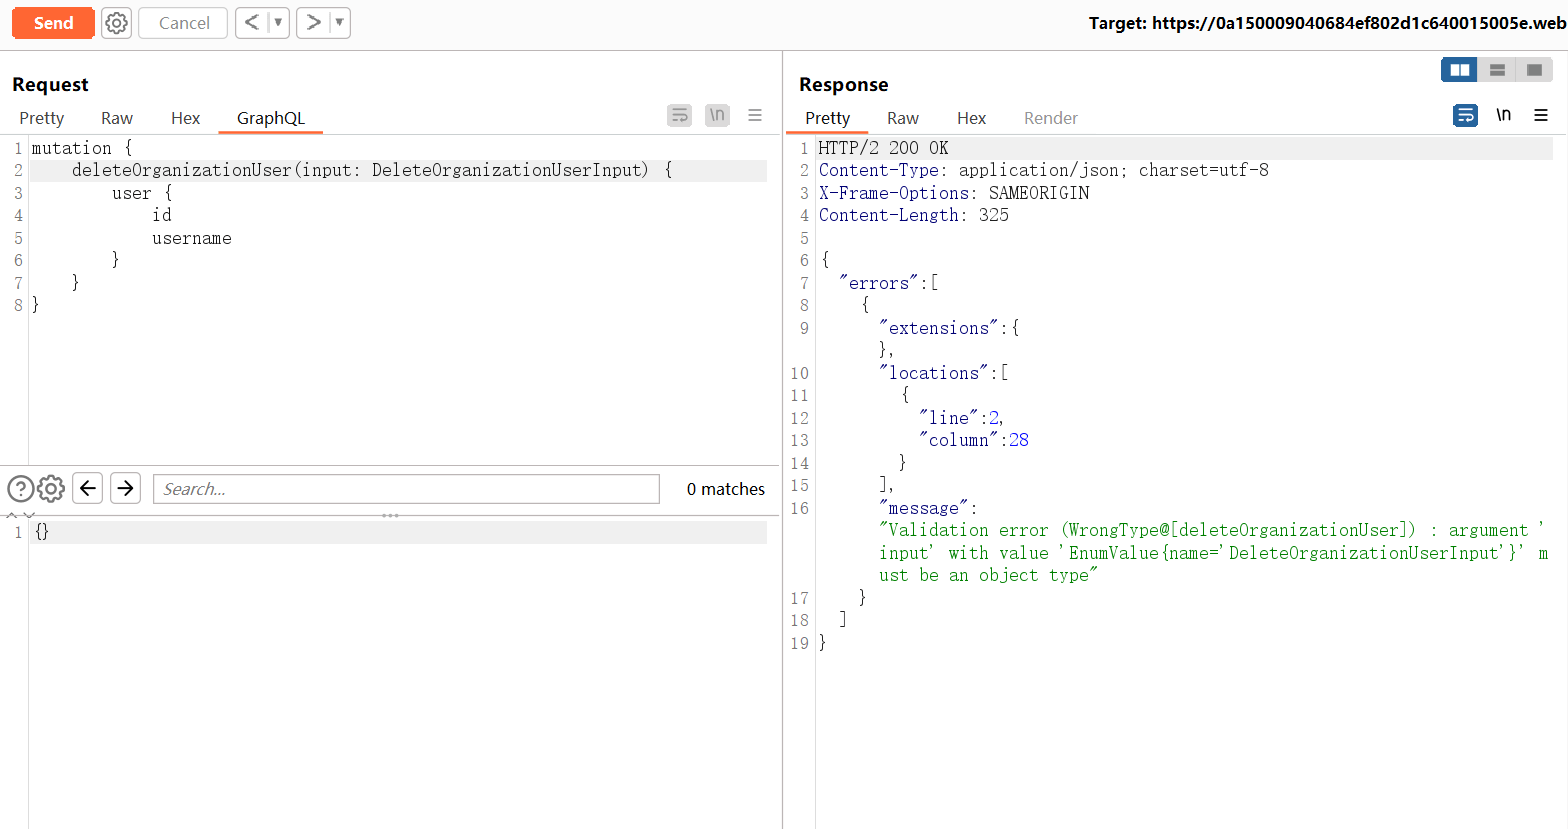 Send
Cancel
<
>
Target: https://0a150009040684ef802d1c640015005e.web
Request
Pretty
Raw
Hex
GraphQL
\n
1 mutation {
2 deleteOrganizationUser(input: DeleteOrganizationUserInput) {
3 user {
4 id
5 username
6 }
7 }
8 }
?
Search...
0 matches
1 {}
Response
Pretty
Raw
Hex
Render
\n
1 HTTP/2 200 OK
2 Content-Type: application/json; charset=utf-8
3 X-Frame-Options: SAMEORIGIN
4 Content-Length: 325
5
6 {
7 "errors":[
8 {
9 "extensions":{
},
10 "locations":[
11 {
12 "line":2,
13 "column":28
14 }
15 ],
16 "message":
"Validation error (WrongType@[deleteOrganizationUser]) : argument '
input' with value 'EnumValue{name='DeleteOrganizationUserInput'}' m
ust be an object type"
17 }
18 ]
19 }